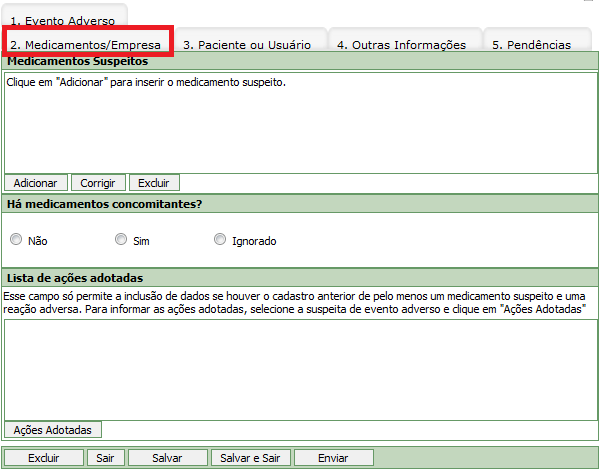 1. Evento Adverso
2. Medicamentos/Empresa 3. Paciente ou Usuário 4. Outras Informações 5. Pendências
Medicamentos Suspeitos
Clique em "Adicionar" para inserir o medicamento suspeito.
Adicionar Corrigir Excluir
Há medicamentos concomitantes?
Não Sim Ignorado
Lista de ações adotadas
Esse campo só permite a inclusão de dados se houver o cadastro anterior de pelo menos um medicamento suspeito e uma
reação adversa. Para informar as ações adotadas, selecione a suspeita de evento adverso e clique em "Ações Adotadas"
Ações Adotadas
Excluir Sair Salvar Salvar e Sair Enviar